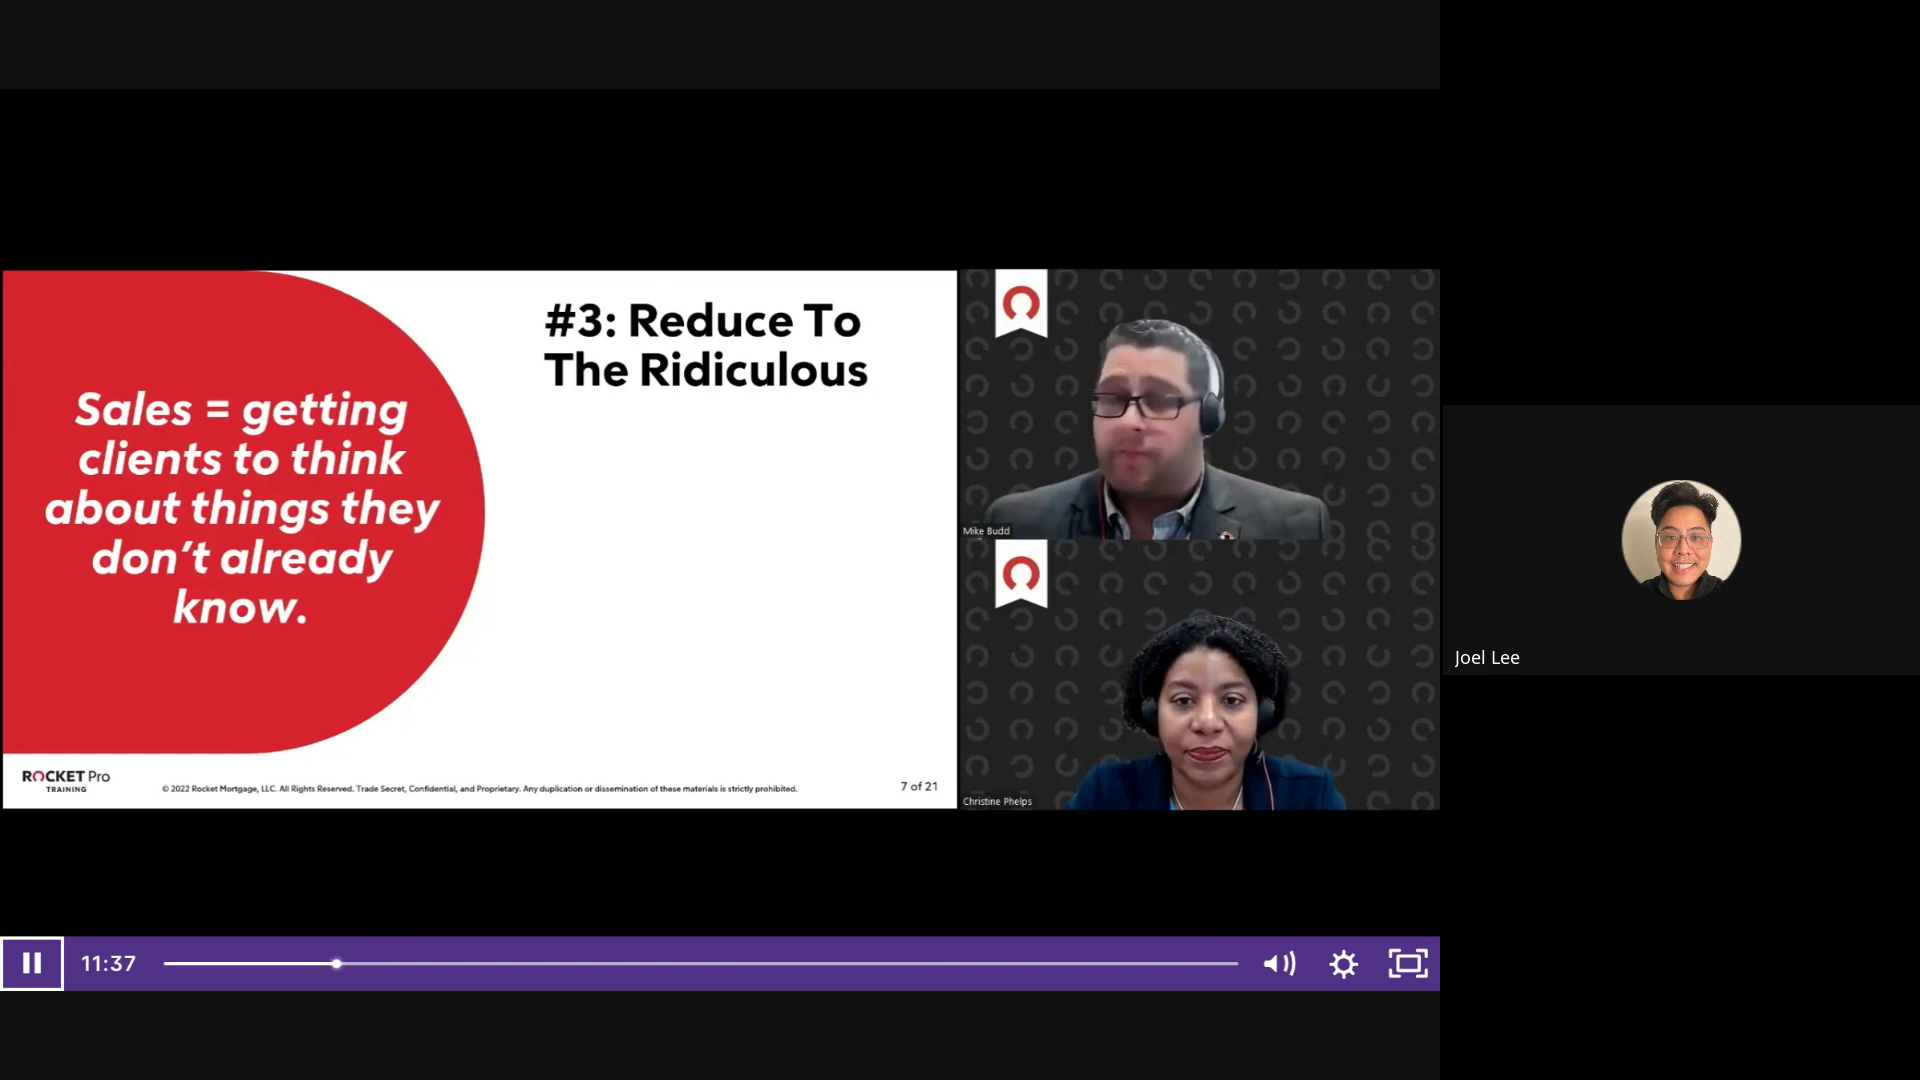 #3: Reduce To
The Ridiculous
Sales = getting
clients to think
about things they
don’t already
know.
Mike Budd
Joel Lee
ROCKET Pro
TRAINING
© 2022 Rocket Mortgage, LLC. All Rights Reserved. Trade Secret, Confidential, and Proprietary. Any duplication or dissemination of these materials is strictly prohibited.
7 of 21
Christine Phelps
11:37